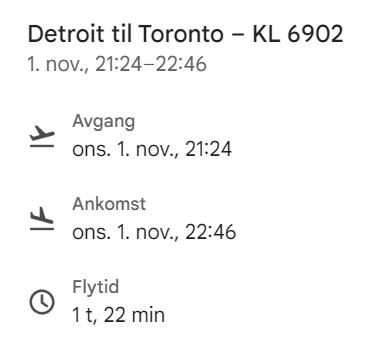 Detroit til Toronto – KL 6902
1. nov., 21:24–22:46
Avgang
ons. 1. nov., 21:24
Ankomst
ons. 1. nov., 22:46
Flytid
1 t, 22 min